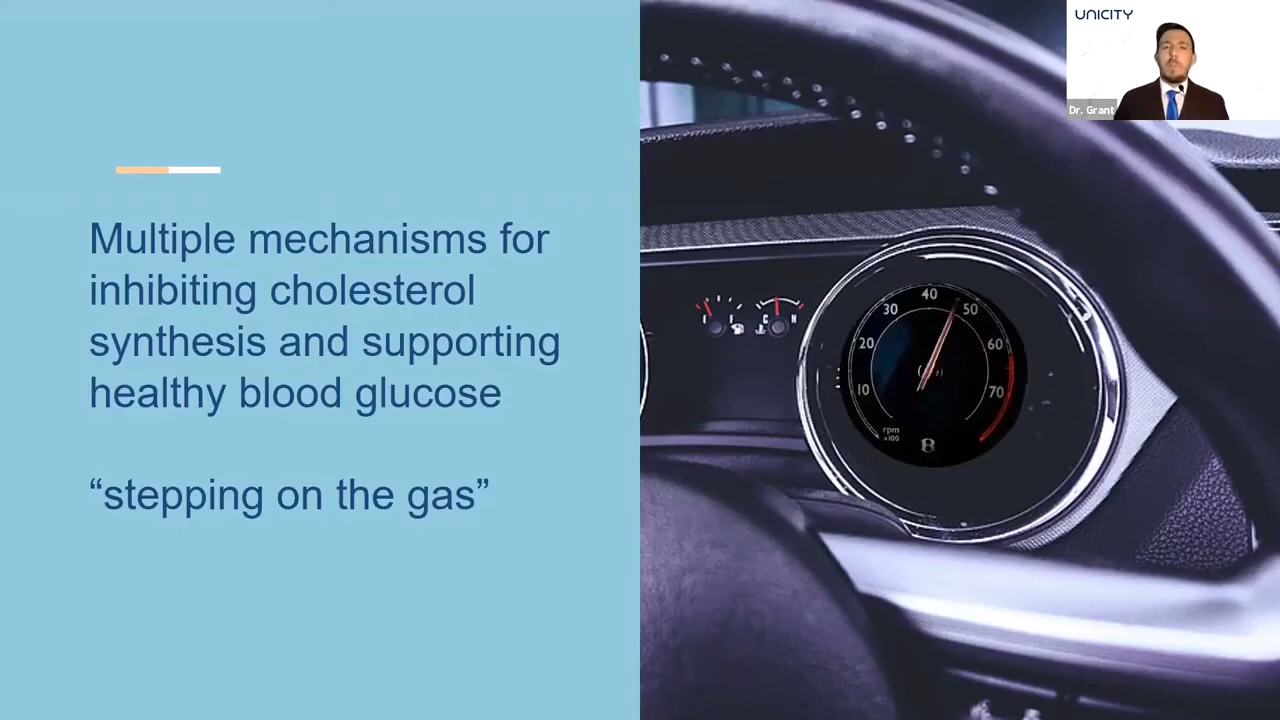 UNICITY
Dr. Grant
Multiple mechanisms for
inhibiting cholesterol
synthesis and supporting
healthy blood glucose
“stepping on the gas”
E F
C H
10
20
30
40
50
60
70
rpm
x100
B